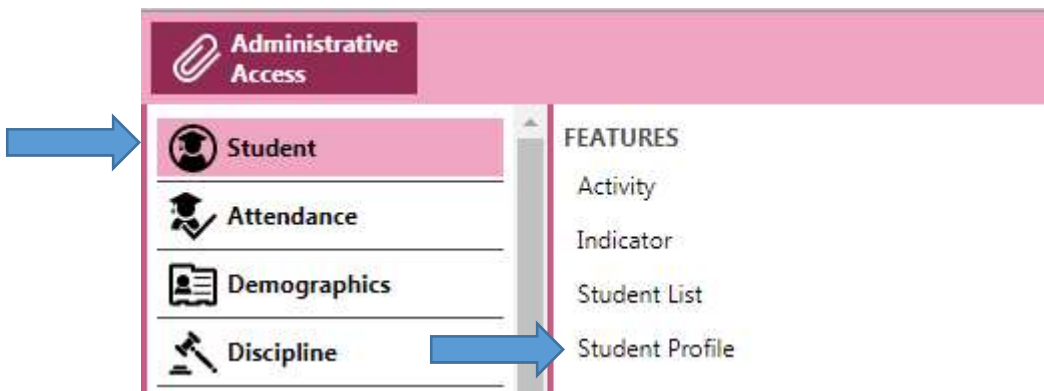 Administrative
Access
Student
Attendance
Demographics
Discipline
FEATURES
Activity
Indicator
Student List
Student Profile